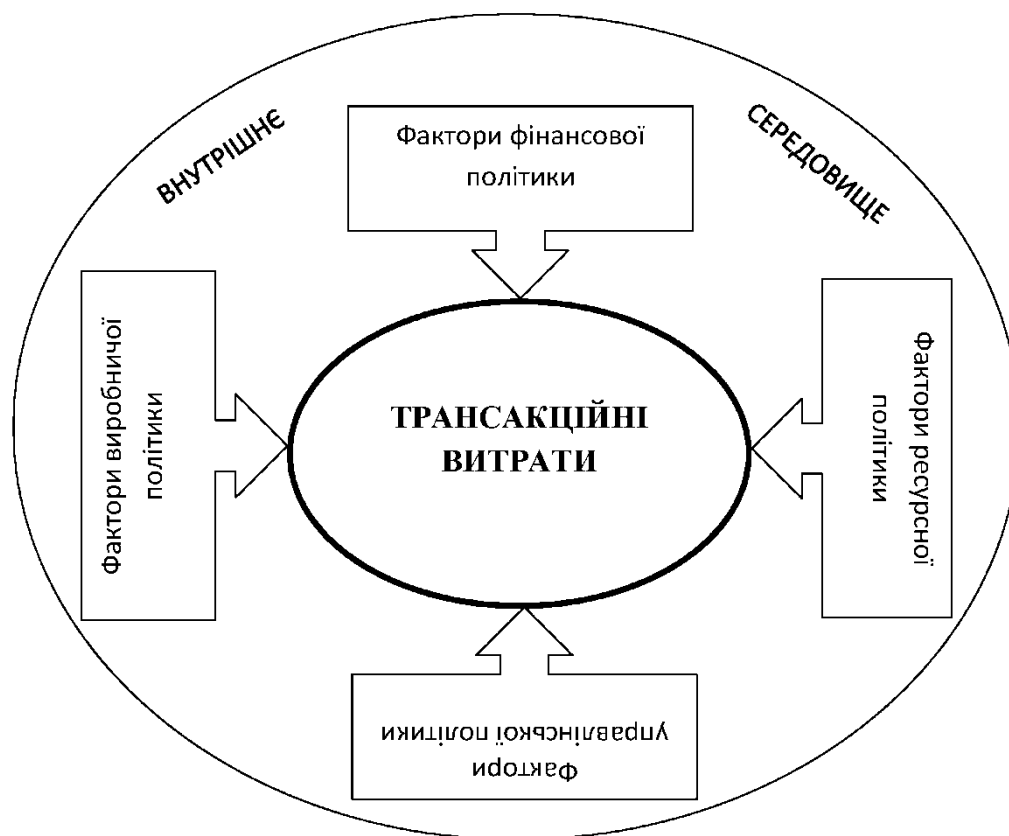 ВНУТРІШНЄ
СЕРЕДОВИЩЕ
Фактори фінансової
політики
Фактори виробничої
політики
ТРАНСАКЦІЙНІ
ВИТРАТИ
Фактори ресурсної
політики
Фактори
управлінської політики